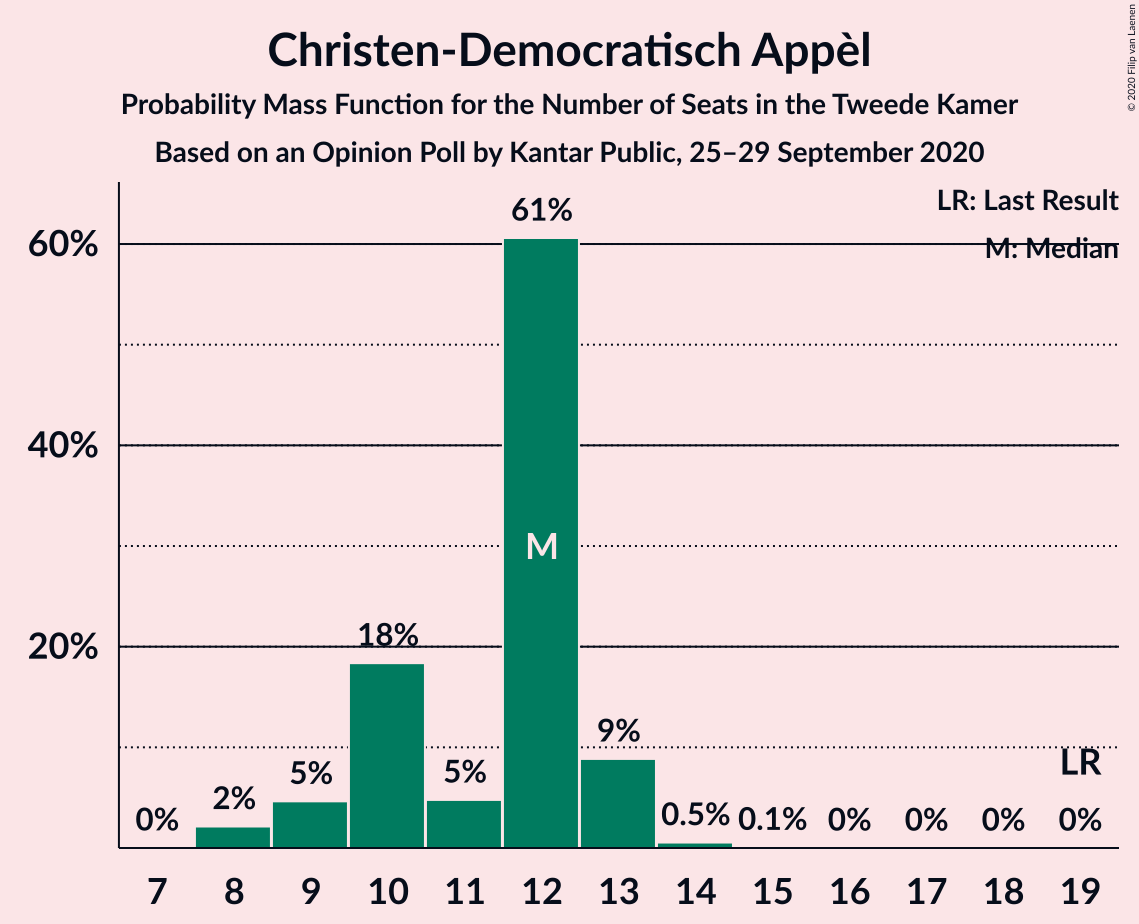 Christen-Democratisch Appèl
Probability Mass Function for the Number of Seats in the Tweede Kamer
Based on an Opinion Poll by Kantar Public, 25–29 September 2020
© 2020 Filip van Laenen
LR: Last Result
M: Median
60%
40%
20%
0%
2%
5%
18%
5%
61%
M
9%
0.5%
0.1%
0%
0%
0%
LR
0%
7 8 9 10 11 12 13 14 15 16 17 18 19